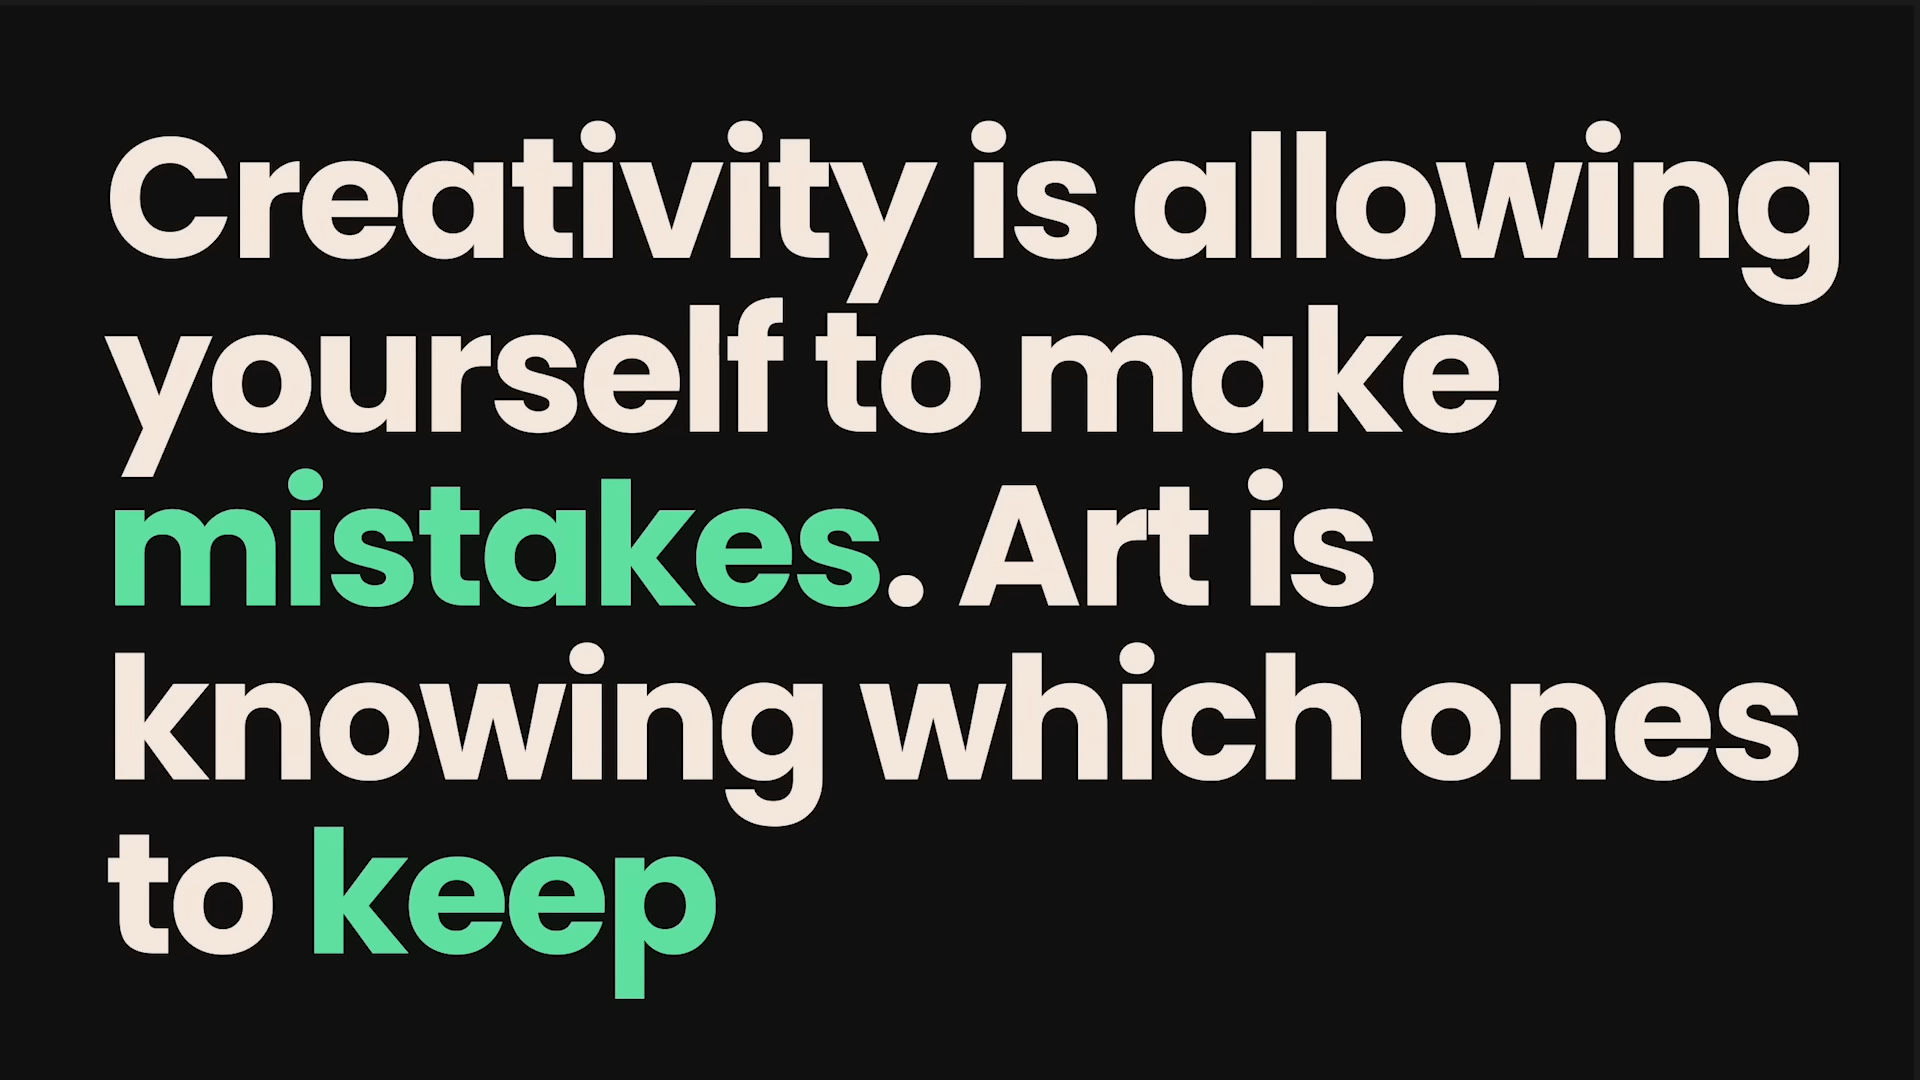 Creativity is allowing
yourself to make
mistakes. Art is
knowing which ones
to keep